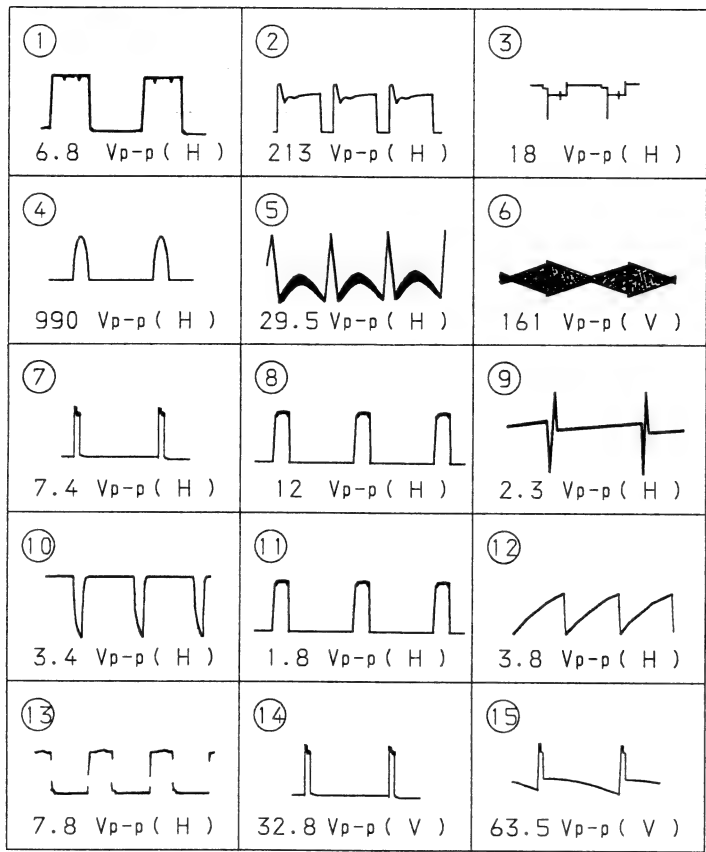 1
6.8 Vp-p ( H )
2
213 Vp-p ( H )
3
18 Vp-p ( H )
4
990 Vp-p ( H )
5
29.5 Vp-p ( H )
6
161 Vp-p ( V )
7
7.4 Vp-p ( H )
8
12 Vp-p ( H )
9
2.3 Vp-p ( H )
10
3.4 Vp-p ( H )
11
1.8 Vp-p ( H )
12
3.8 Vp-p ( H )
13
7.8 Vp-p ( H )
14
32.8 Vp-p ( V )
15
63.5 Vp-p ( V )